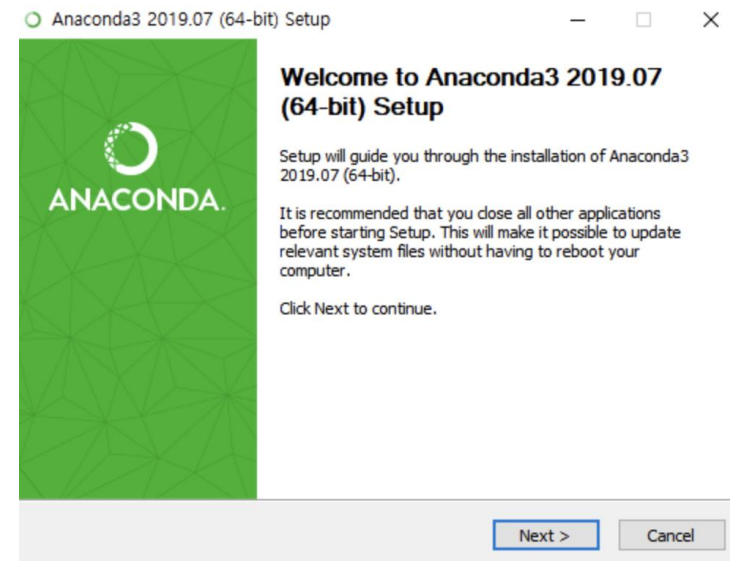 Anaconda3 2019.07 (64-bit) Setup
ANACONDA.
Welcome to Anaconda3 2019.07
(64-bit) Setup
Setup will guide you through the installation of Anaconda3
2019.07 (64-bit).
It is recommended that you close all other applications
before starting Setup. This will make it possible to update
relevant system files without having to reboot your
computer.
Click Next to continue.
Next >
Cancel